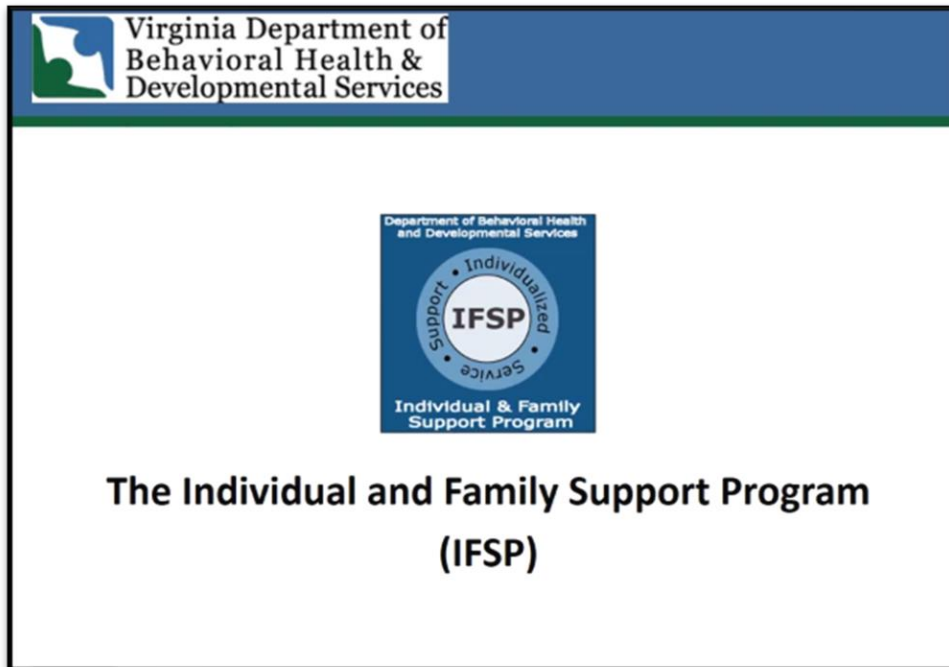 Virginia Department of
Behavioral Health &
Developmental Services
Department of Behavioral Health
and Developmental Services
• Individualized • Service • Support
IFSP
Individual & Family
Support Program
The Individual and Family Support Program
(IFSP)